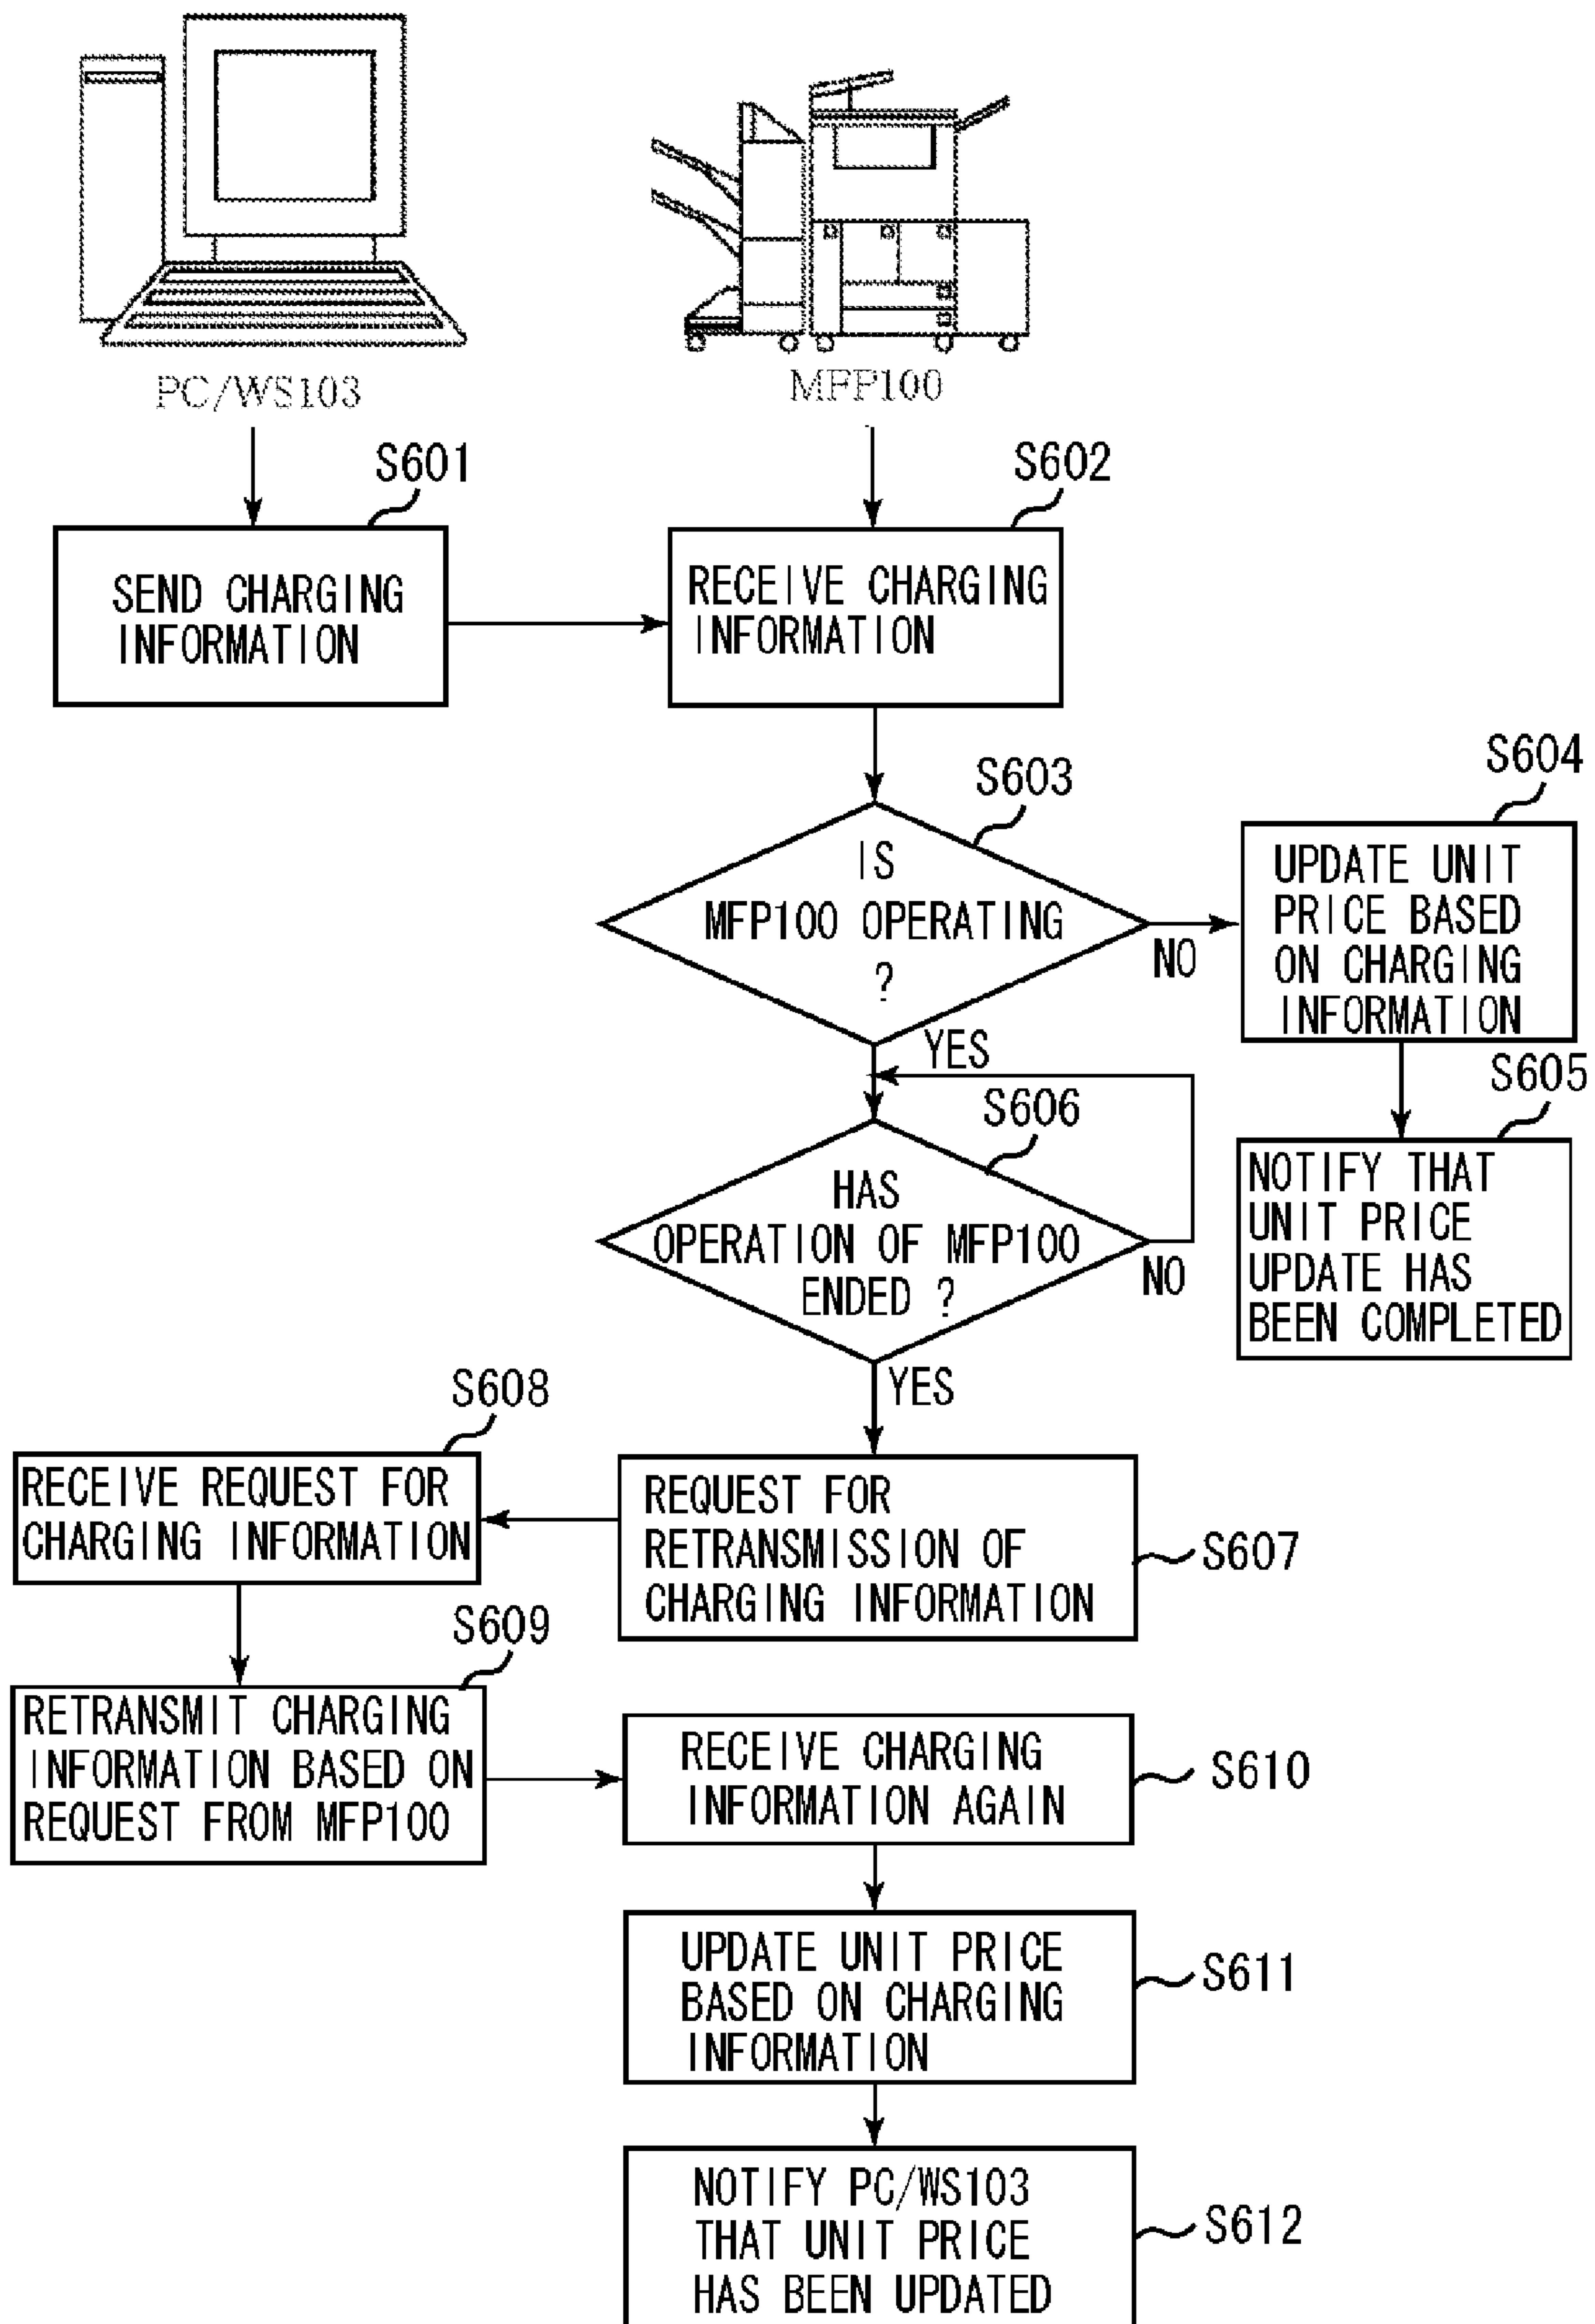 PC/WS103
MFP100
S601
S602
SEND CHARGING
INFORMATION
RECEIVE CHARGING
INFORMATION
S603
S604
IS
MFP100 OPERATING
?
NO
UPDATE UNIT
PRICE BASED
ON CHARGING
INFORMATION
YES
S605
S606
HAS
OPERATION OF MFP100
ENDED ?
NO
NOTIFY THAT
UNIT PRICE
UPDATE HAS
BEEN COMPLETED
YES
S608
RECEIVE REQUEST FOR
CHARGING INFORMATION
REQUEST FOR
RETRANSMISSION OF
CHARGING INFORMATION
S607
S609
RETRANSMIT CHARGING
INFORMATION BASED ON
REQUEST FROM MFP100
RECEIVE CHARGING
INFORMATION AGAIN
S610
UPDATE UNIT PRICE
BASED ON CHARGING
INFORMATION
S611
NOTIFY PC/WS103
THAT UNIT PRICE
HAS BEEN UPDATED
S612